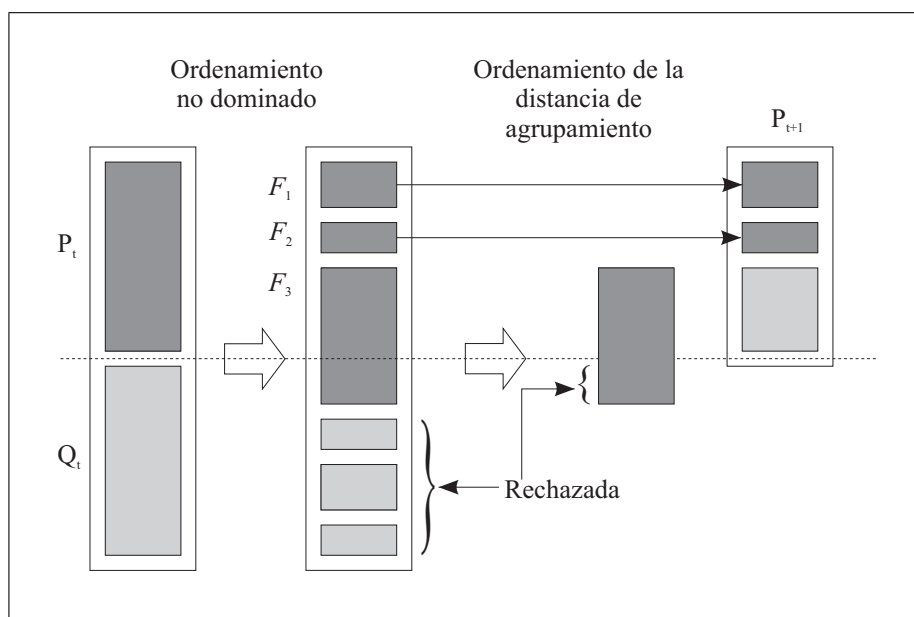 Ordenamiento
no dominado
Ordenamiento de la
distancia de
agrupamiento
P_{t+1}
F_1
F_2
F_3
P_t
Q_t
Rechazada